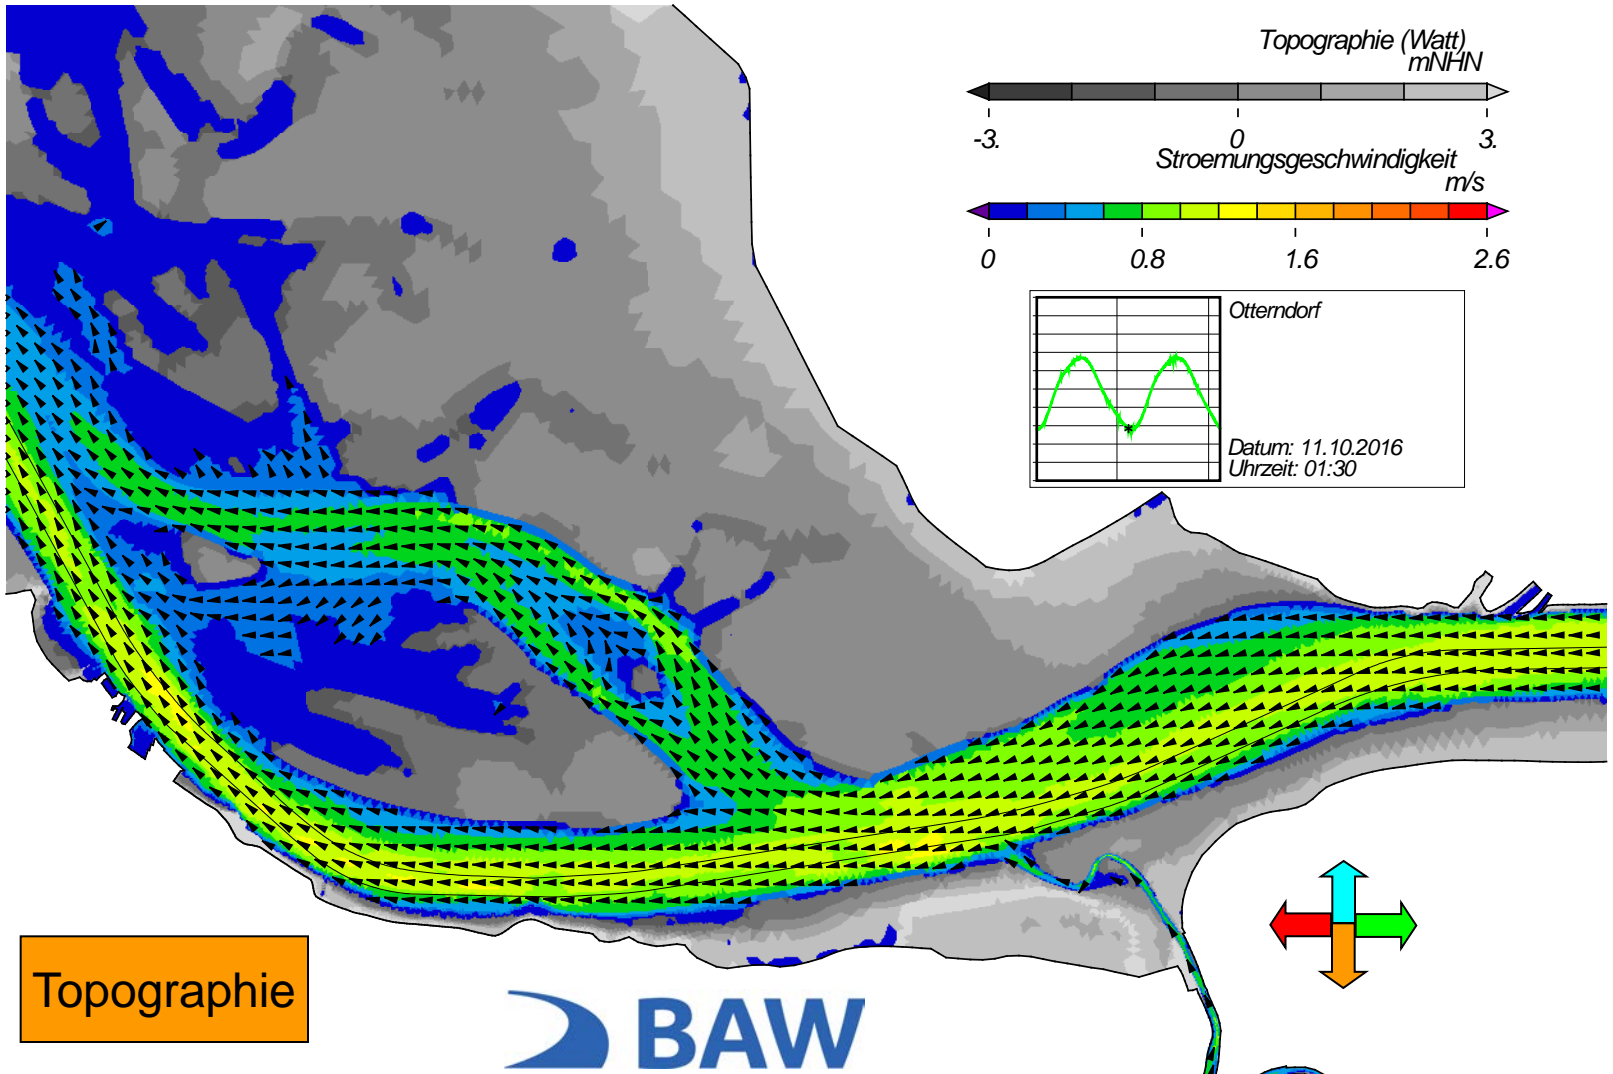 Topographie (Watt)
mNHN
-3. 0 3.
Stroemungsgeschwindigkeit
m/s
0 0.8 1.6 2.6
Otterndorf
Datum: 11.10.2016
Uhrzeit: 01:30
Topographie
BAW